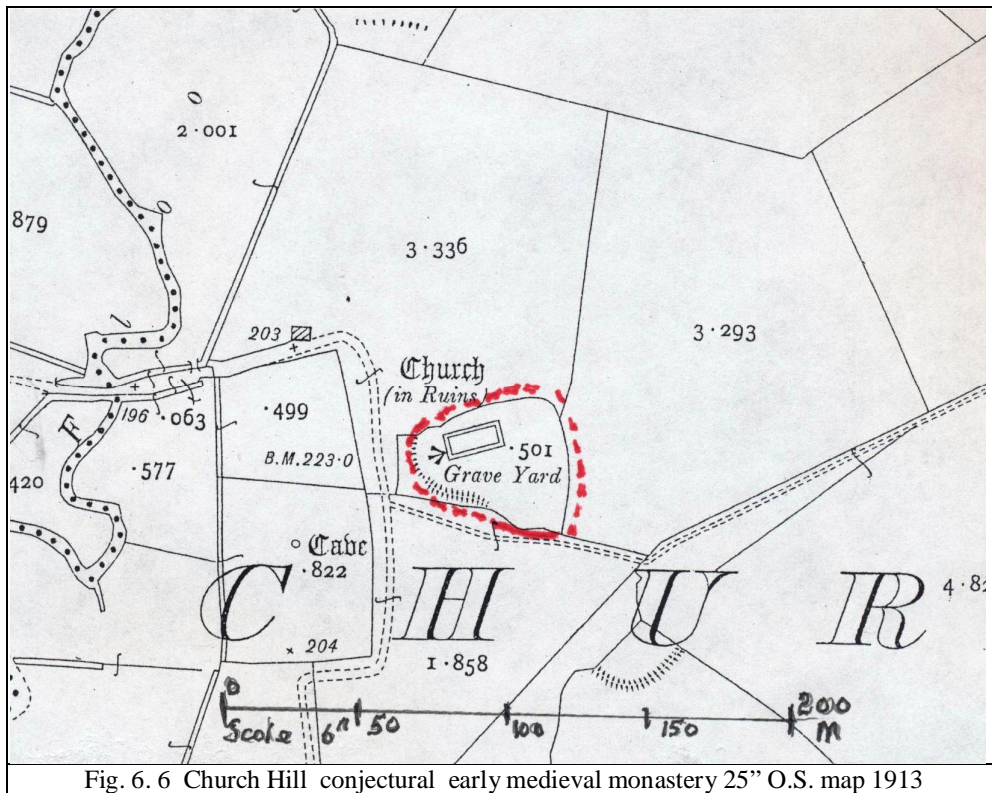 2·001
879
3·336
3·293
203
Church
(in Ruins)
·499
·501
Grave Yard
196
·063
F l o o
B.M.223·0
·577
420
Cave
·822
C H U R
4·82
204
1·858
0 50 100 150 200
Scale 6" m
Fig. 6. 6 Church Hill conjectural early medieval monastery 25” O.S. map 1913